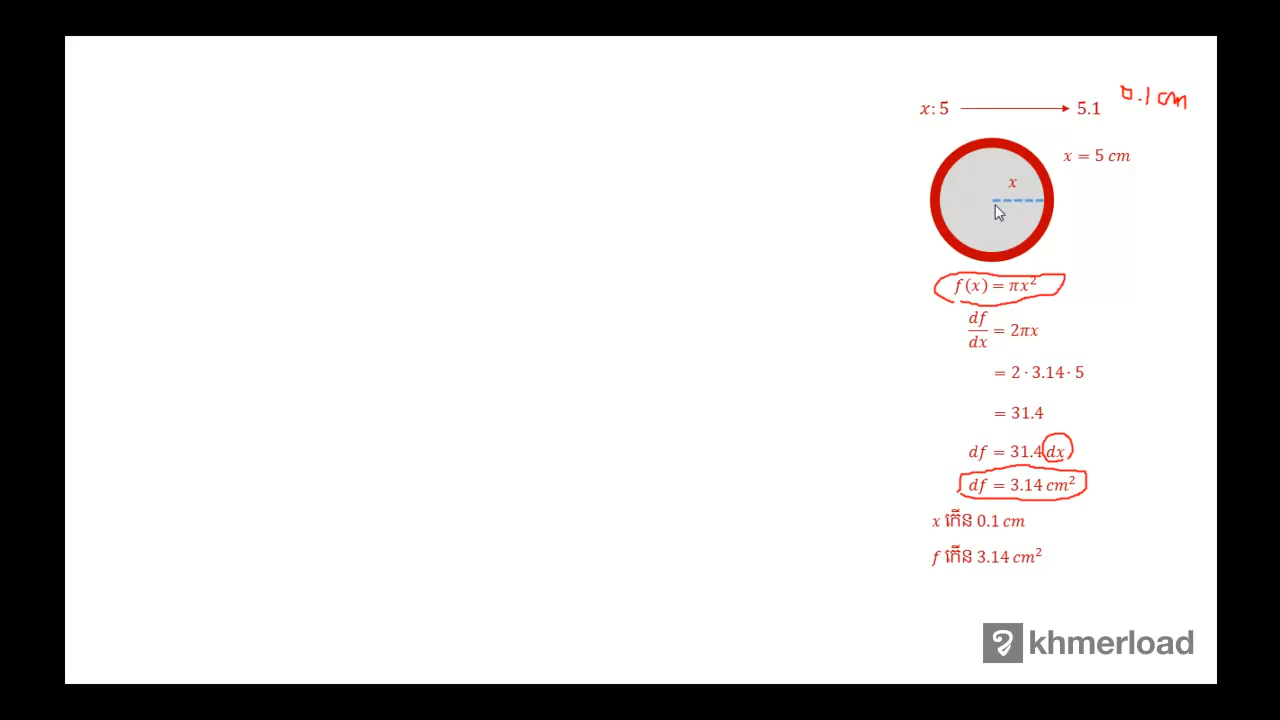 0.1 cm
x: 5 → 5.1
x = 5 cm
x
f(x) = πx²
df/dx = 2πx
= 2 · 3.14 · 5
= 31.4
df = 31.4 dx
df = 3.14 cm²
x កើន 0.1 cm
f កើន 3.14 cm²
khmerload